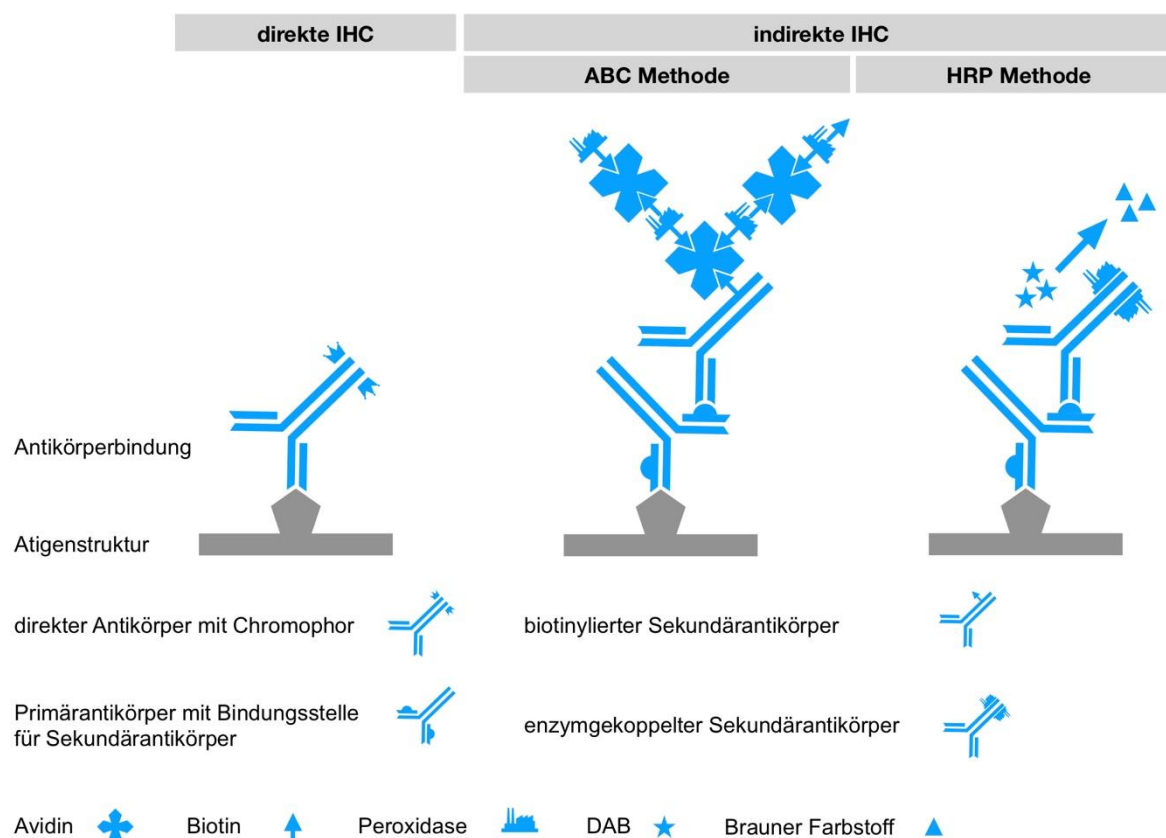 direkte IHC
indirekte IHC
ABC Methode
HRP Methode
Antikörperbindung
Atigenstruktur
direkter Antikörper mit Chromophor
biotinylierter Sekundärantikörper
Primärantikörper mit Bindungsstelle
für Sekundärantikörper
enzymgekoppelter Sekundärantikörper
Avidin
Biotin
Peroxidase
DAB
Brauner Farbstoff